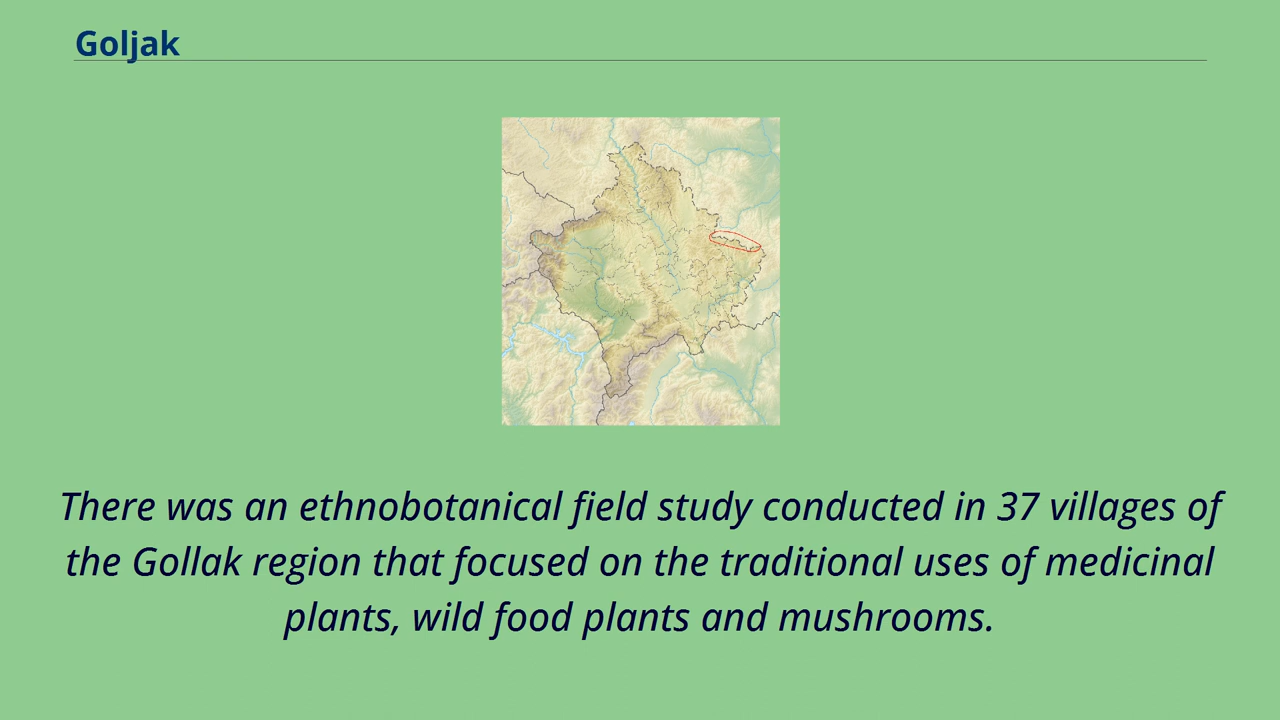 Goljak
There was an ethnobotanical field study conducted in 37 villages of
the Gollak region that focused on the traditional uses of medicinal
plants, wild food plants and mushrooms.